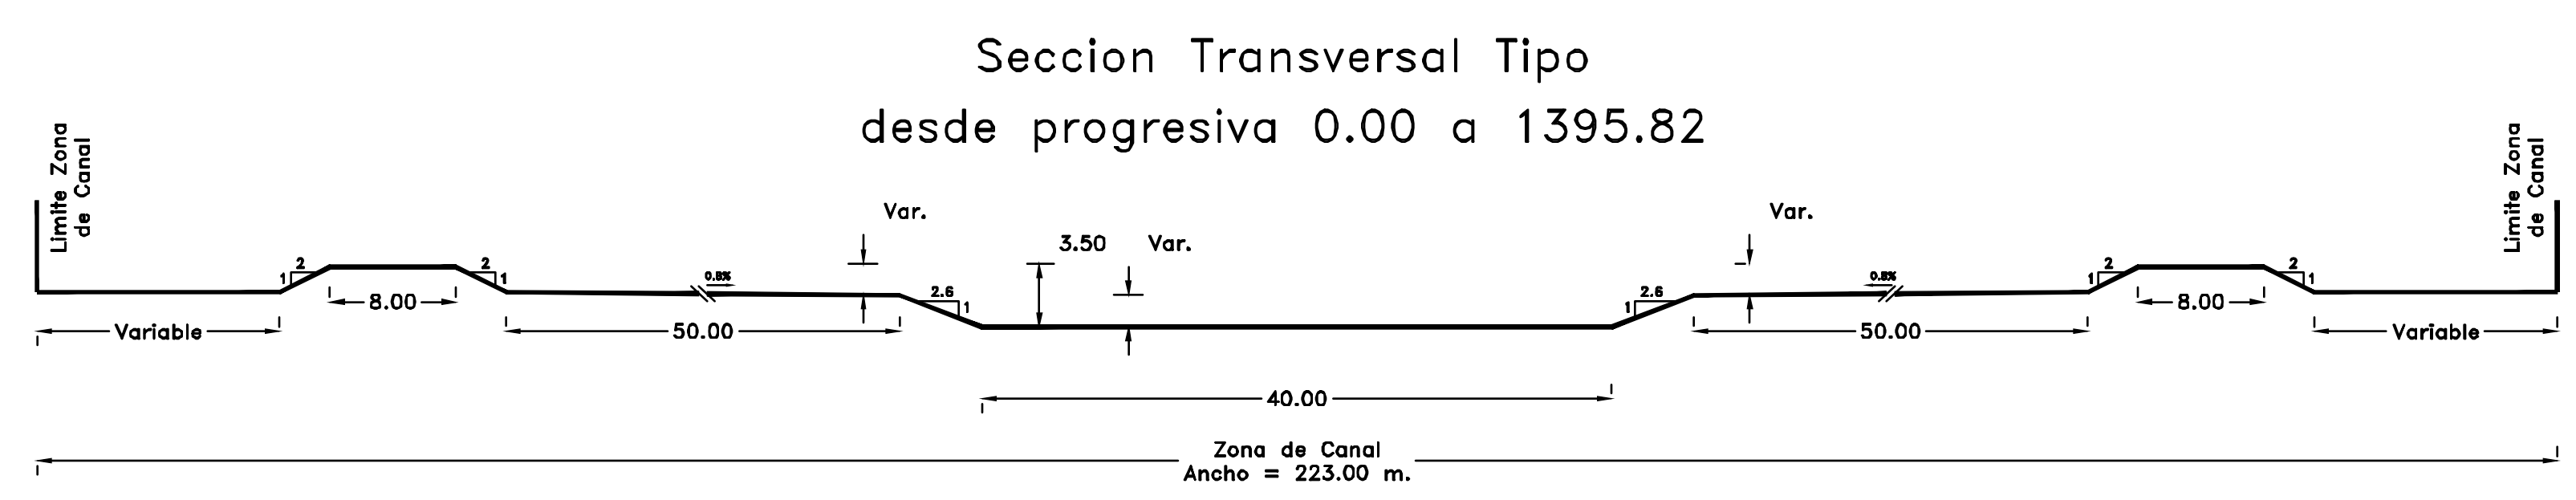 Seccion Transversal Tipo
desde progresiva 0.00 a 1395.82
Limite Zona
de Canal
Limite Zona
de Canal
Var.
Var.
3.50
Var.
2
1
2
1
0.8%
2.6
1
2.6
1
0.8%
2
1
2
1
8.00
8.00
Variable
50.00
50.00
Variable
40.00
Zona de Canal
Ancho = 223.00 m.